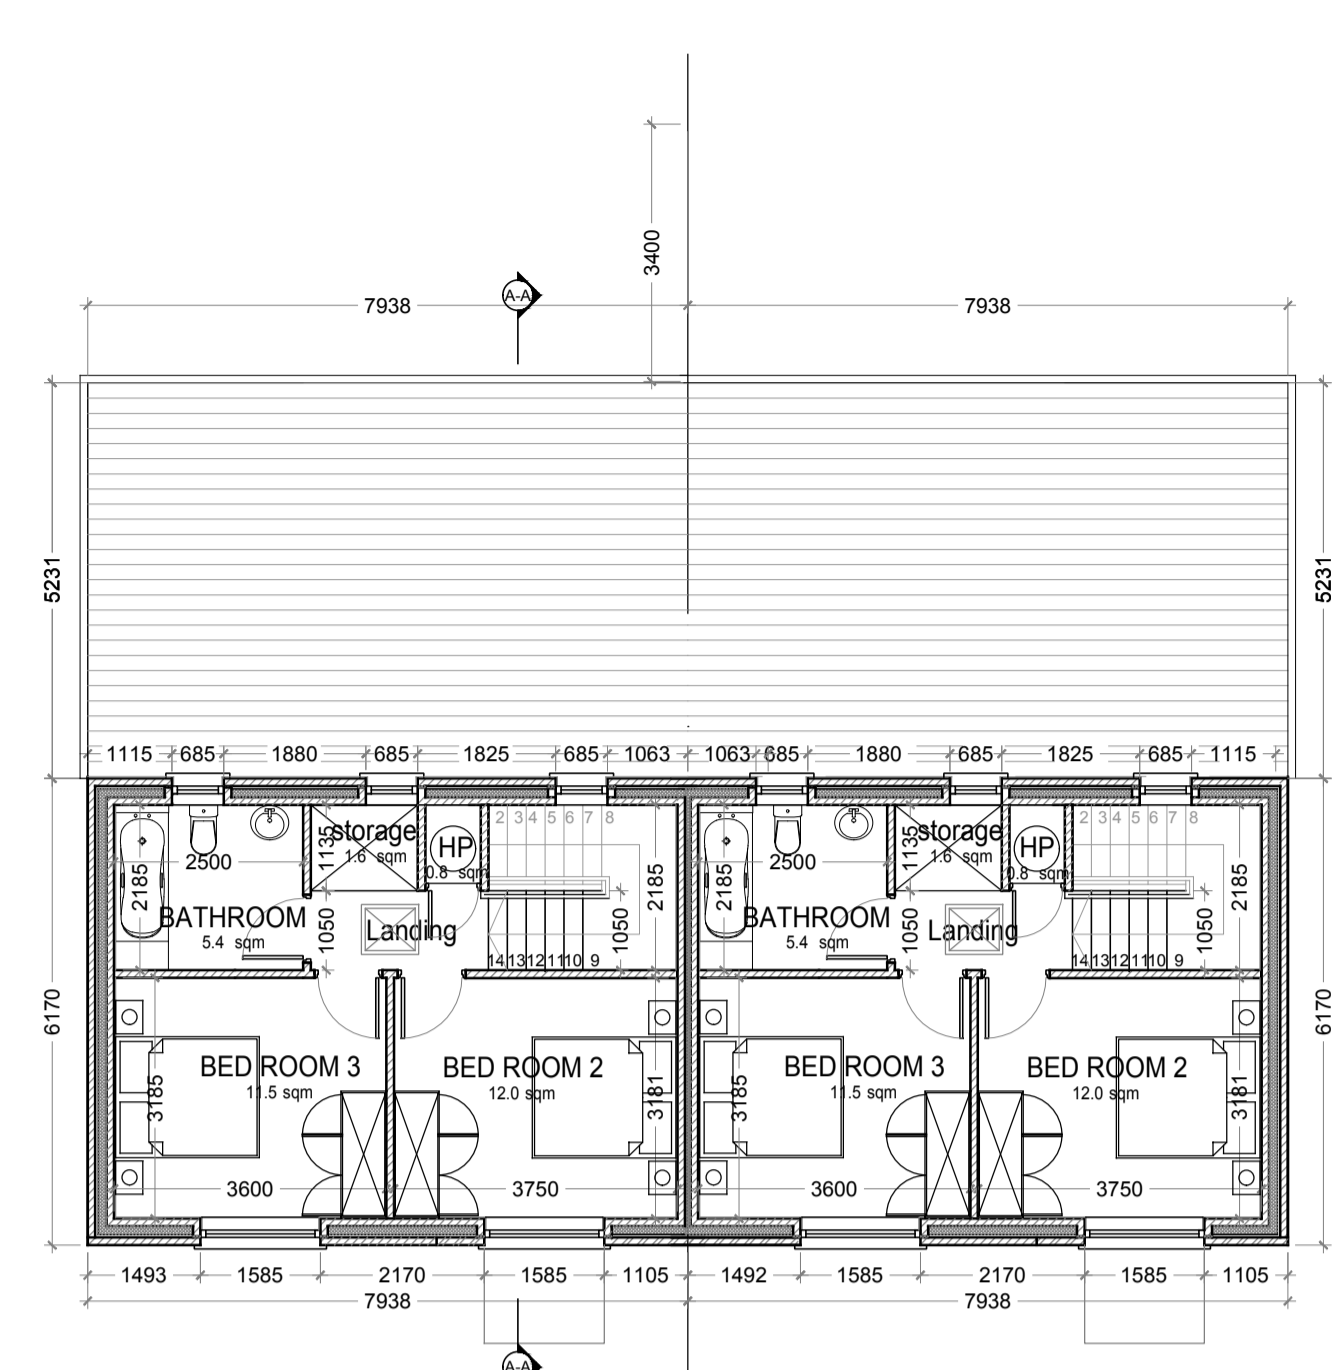 3400
A-A
7938 7938
5231 5231
1115 685 1880 685 1825 685 1063 1063 685 1880 685 1825 685 1115
2 3 4 5 6 7 8 2 3 4 5 6 7 8
storage storage
1135 1.6 sqm HP 1135 1.6 sqm HP
2500 2500
0.8 sqm 0.8 sqm
2185 2185 2185 2185
BATHROOM BATHROOM
5.4 sqm 5.4 sqm
1050 Landing 1050 1050 Landing 1050
14 13 12 11 10 9 14 13 12 11 10 9
6170 6170
BED ROOM 3 BED ROOM 2 BED ROOM 3 BED ROOM 2
11.5 sqm 12.0 sqm 11.5 sqm 12.0 sqm
3185 3181 3185 3181
3600 3750 3600 3750
1493 1585 2170 1585 1105 1492 1585 2170 1585 1105
7938 7938
A-A